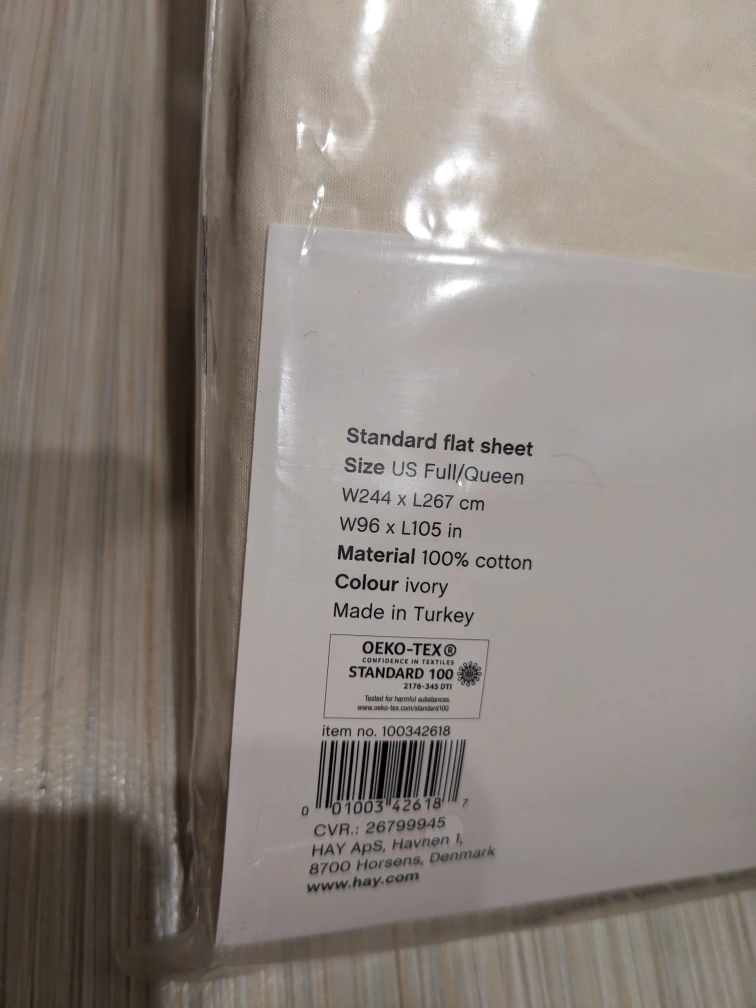 Standard flat sheet
Size US Full/Queen
W244 x L267 cm
W96 x L105 in
Material 100% cotton
Colour ivory
Made in Turkey
OEKO-TEX®
CONFIDENCE IN TEXTILES
STANDARD 100
2176-345 DTI
Tested for harmful substances.
www.oeko-tex.com/standard100
item no. 100342618
0 01003 42618 7
CVR.: 26799945
HAY ApS, Havnen 1,
8700 Horsens, Denmark
www.hay.com